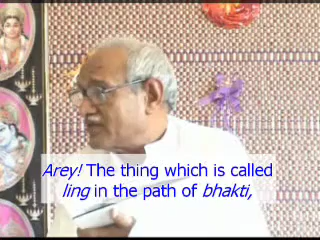 Arey! The thing which is called
ling in the path of bhakti,